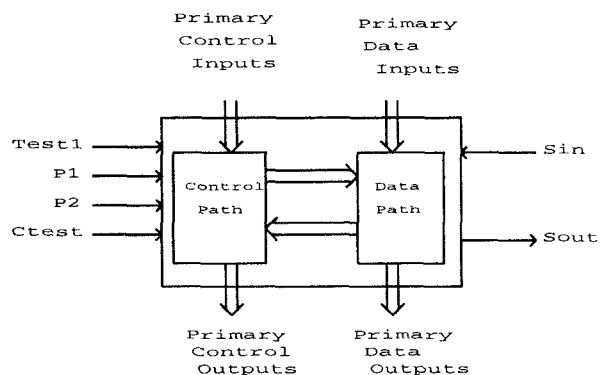 Primary
Control
Inputs
Primary
Data
Inputs
Test1
P1
P2
Ctest
Control
Path
Data
Path
Sin
Sout
Primary
Control
Outputs
Primary
Data
Outputs